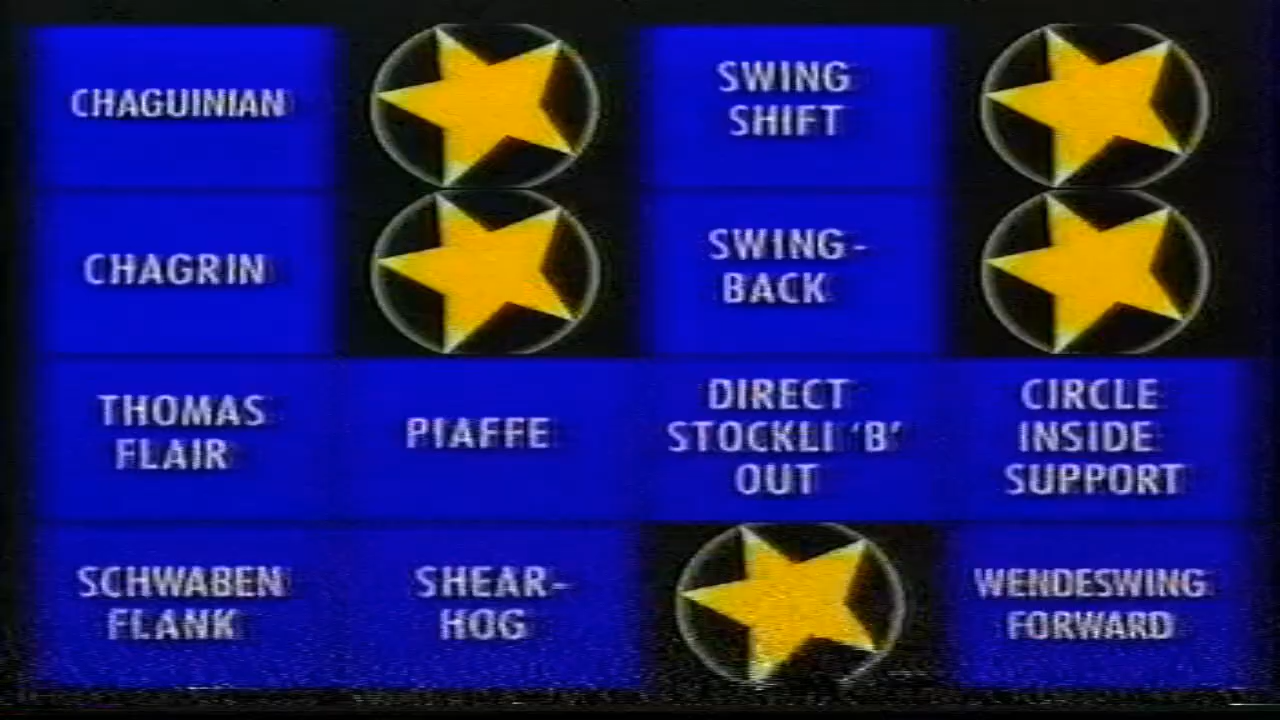 CHAGUINIAN
SWING
SHIFT
CHAGRIN
SWING-
BACK
THOMAS
FLAIR
PIAFFE
DIRECT
STOCKLI 'B'
OUT
CIRCLE
INSIDE
SUPPORT
SCHWABEN
FLANK
SHEAR-
HOG
WENDESWING
FORWARD